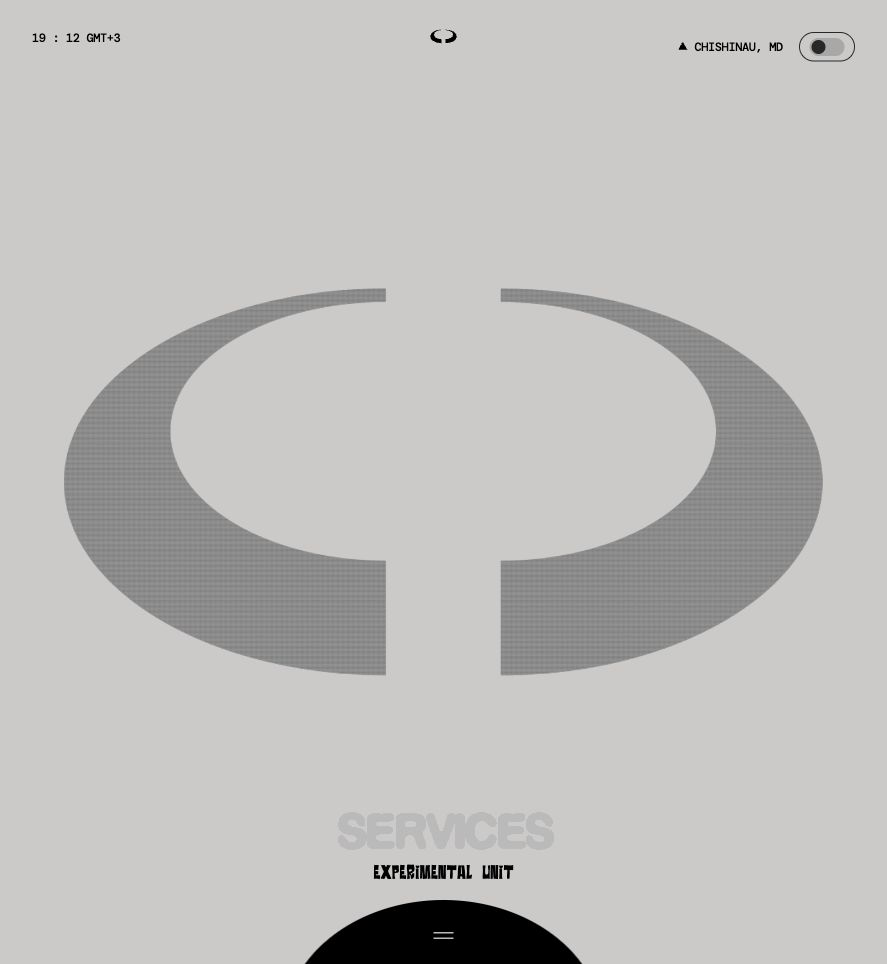 19 : 12 GMT+3
▲ CHISHINAU, MD
SERVICES
EXPERIMENTAL UNIT